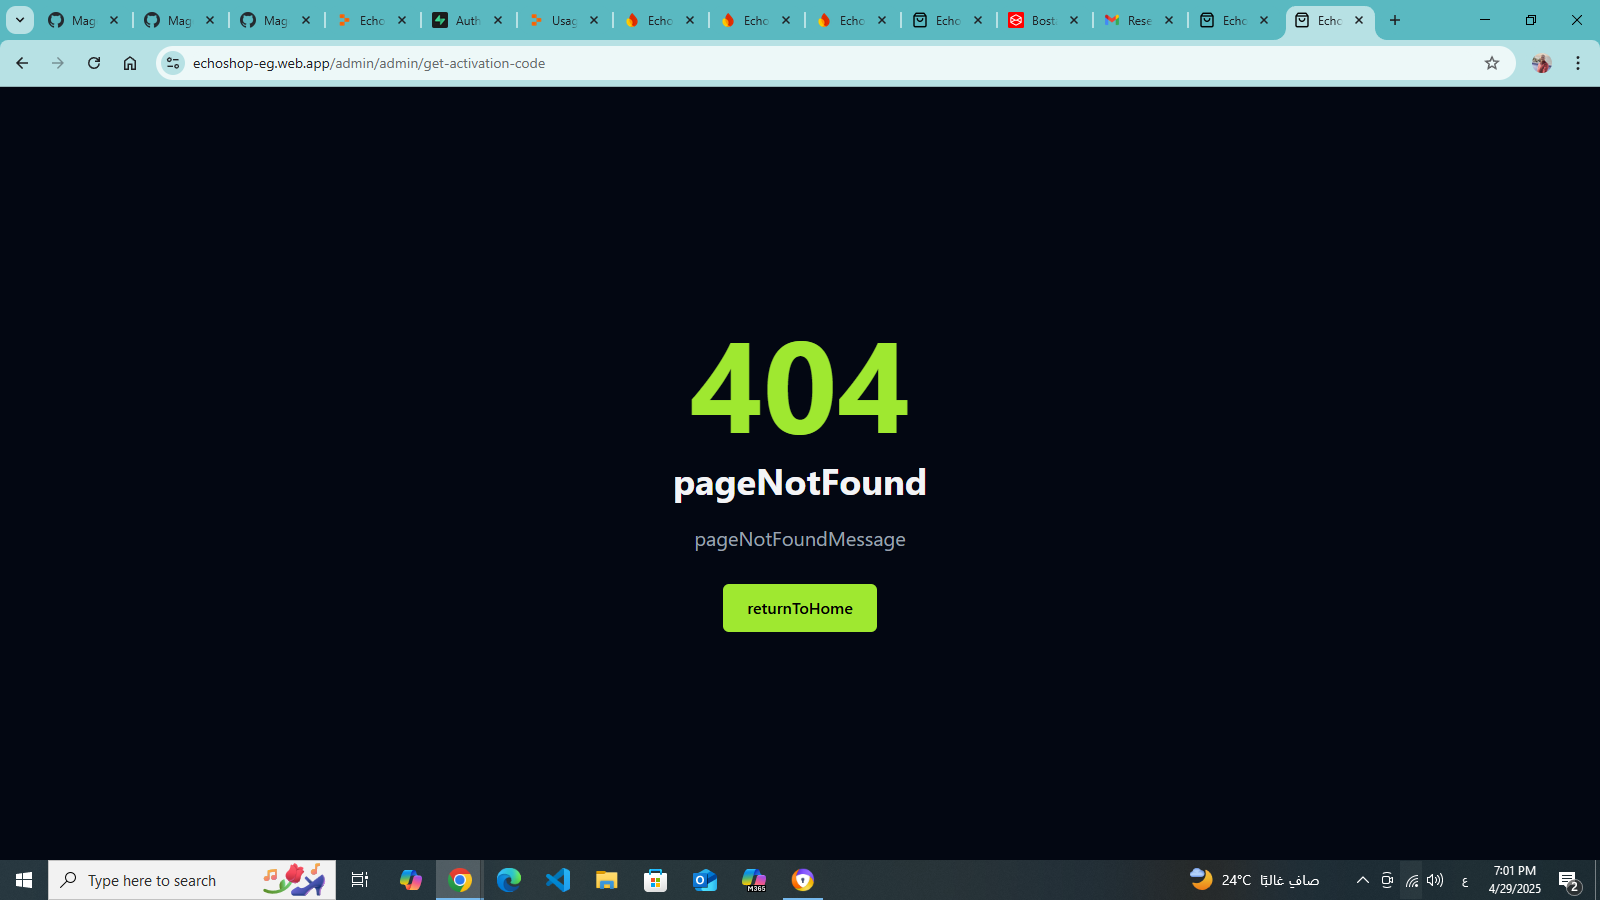 Mag
Mag
Mag
Echo
Auth
Usag
Echo
Echo
Echo
Echo
Bost
Rese
Echo
Echo
echoshop-eg.web.app/admin/admin/get-activation-code
404
pageNotFound
pageNotFoundMessage
returnToHome
Type here to search
M365
24°C صافٍ غالبًا
ع
7:01 PM
4/29/2025
2